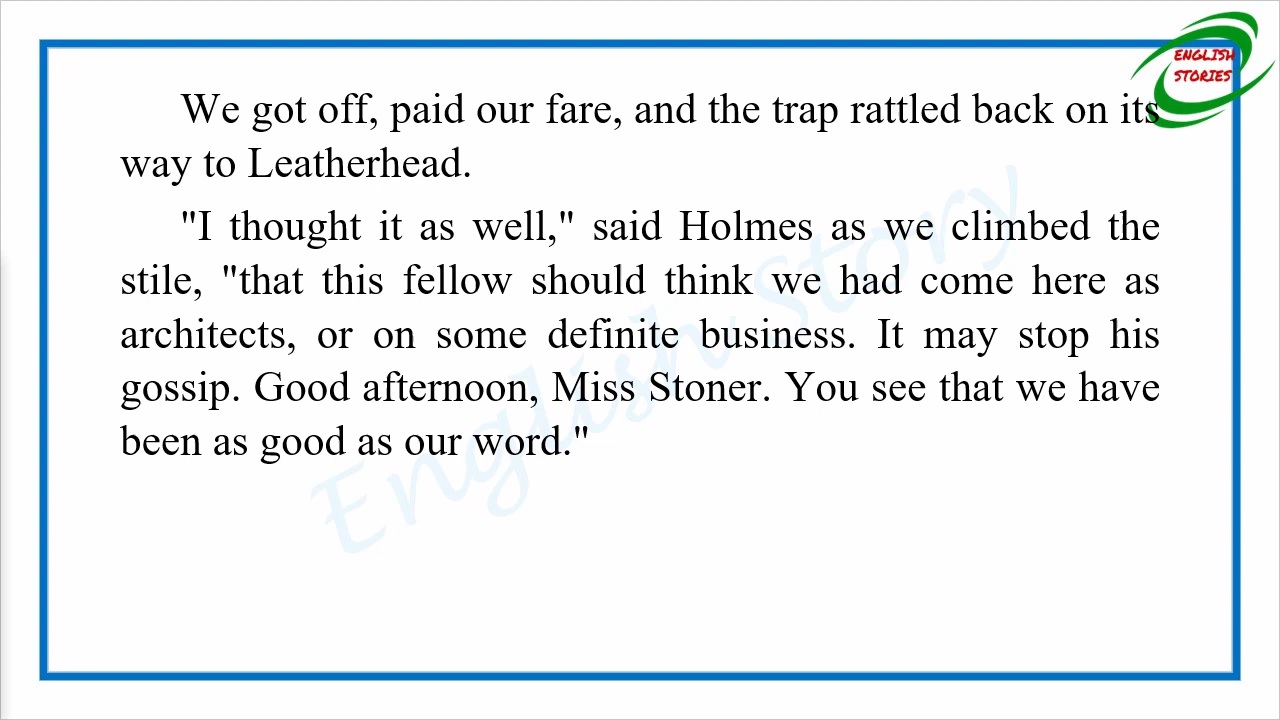 ENGLISH
STORIES
We got off, paid our fare, and the trap rattled back on its
way to Leatherhead.
"I thought it as well," said Holmes as we climbed the
stile, "that this fellow should think we had come here as
architects, or on some definite business. It may stop his
gossip. Good afternoon, Miss Stoner. You see that we have
been as good as our word."
English Story